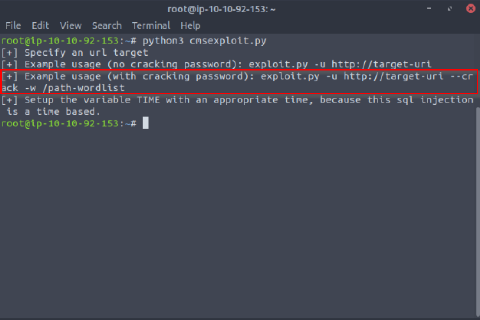 root@ip-10-10-92-153: ~
File Edit View Search Terminal Help
root@ip-10-10-92-153:~# python3 cmsexploit.py
[+] Specify an url target
[+] Example usage (no cracking password): exploit.py -u http://target-uri
[+] Example usage (with cracking password): exploit.py -u http://target-uri --cr
ack -w /path-wordlist
[+] Setup the variable TIME with an appropriate time, because this sql injection
 is a time based.
root@ip-10-10-92-153:~#